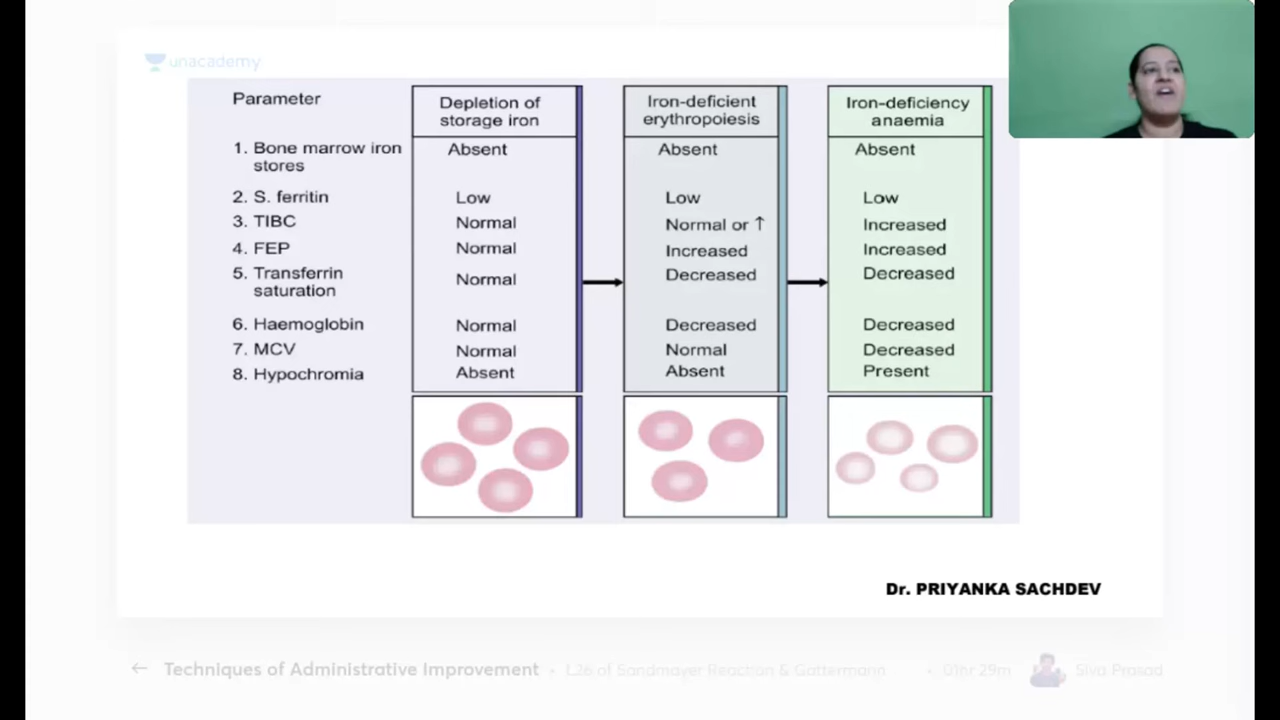 unacademy
Parameter
Depletion of
storage iron
Iron-deficient
erythropoiesis
Iron-deficiency
anaemia
1. Bone marrow iron
stores
Absent
Absent
Absent
2. S. ferritin
Low
Low
Low
3. TIBC
Normal
Normal or ↑
Increased
4. FEP
Normal
Increased
Increased
5. Transferrin
saturation
Normal
Decreased
Decreased
6. Haemoglobin
Normal
Decreased
Decreased
7. MCV
Normal
Normal
Decreased
8. Hypochromia
Absent
Absent
Present
Dr. PRIYANKA SACHDEV
← Techniques of Administrative Improvement • L26 of Sandmayer Reaction & Gattermann • 01hr 29m Siva Prasad